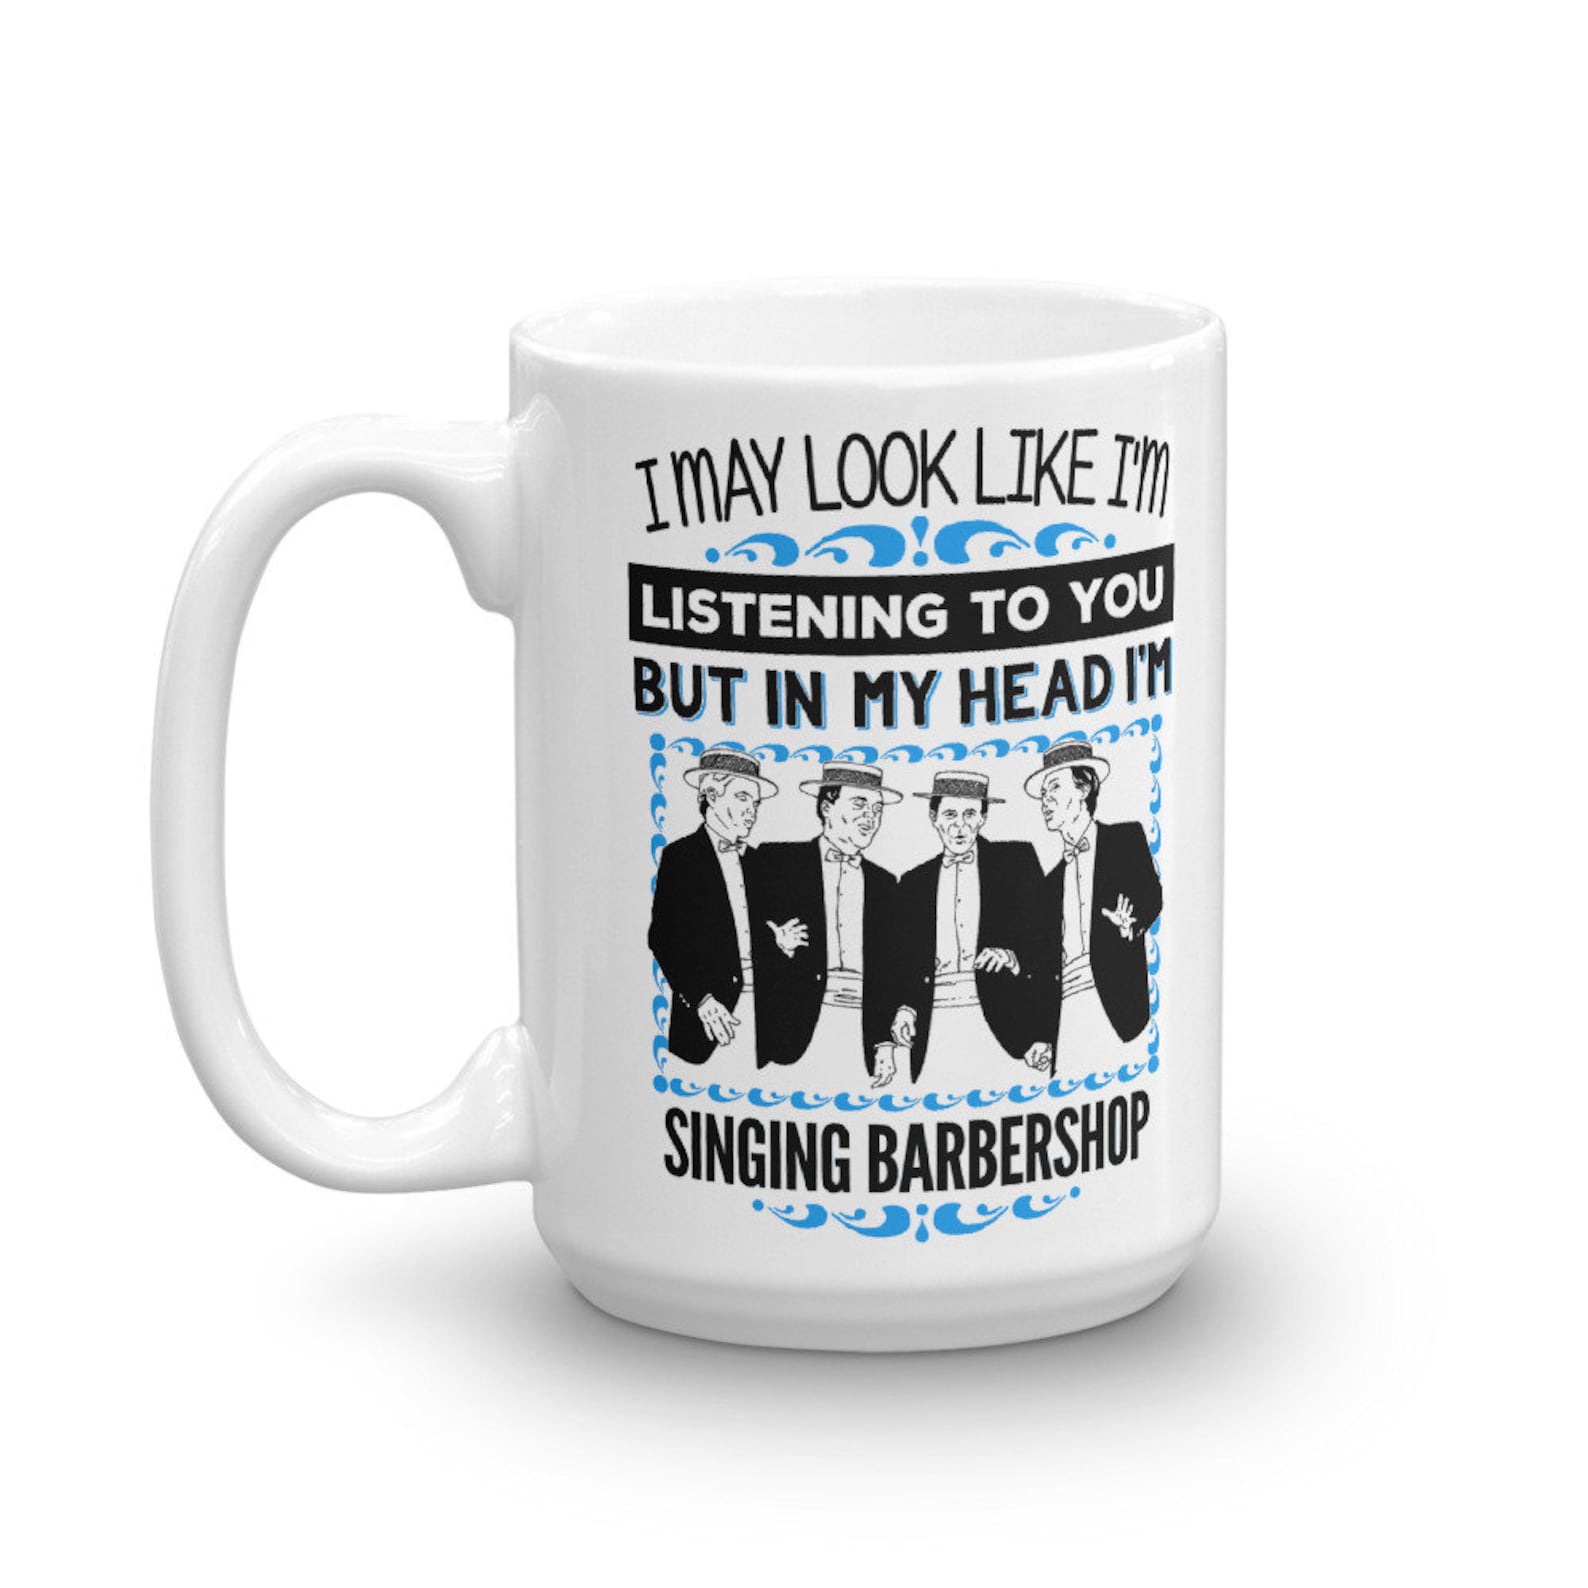 I MAY LOOK LIKE I'M
LISTENING TO YOU
BUT IN MY HEAD I'M
SINGING BARBERSHOP